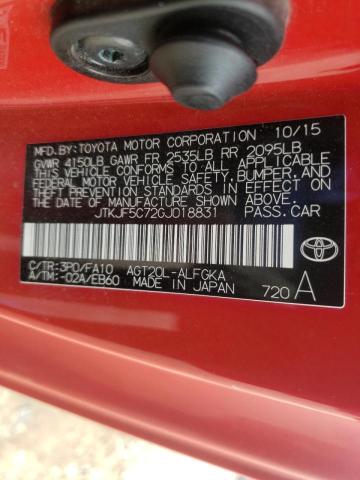 MFD.BY:TOYOTA MOTOR CORPORATION 10/15
GVWR 4150LB GAWR FR 2535LB RR 2095LB
THIS VEHICLE CONFORMS TO ALL APPLICABLE
FEDERAL MOTOR VEHICLE SAFETY, BUMPER, AND
THEFT PREVENTION STANDARDS IN EFFECT ON THE
DATE OF MANUFACTURE SHOWN ABOVE.
JTKJF5C72GJ018831 PASS.CAR
C/TR:3P0/FA10 AGT20L-ALFGKA
A/TM:-02A/EB60 MADE IN JAPAN 720 A